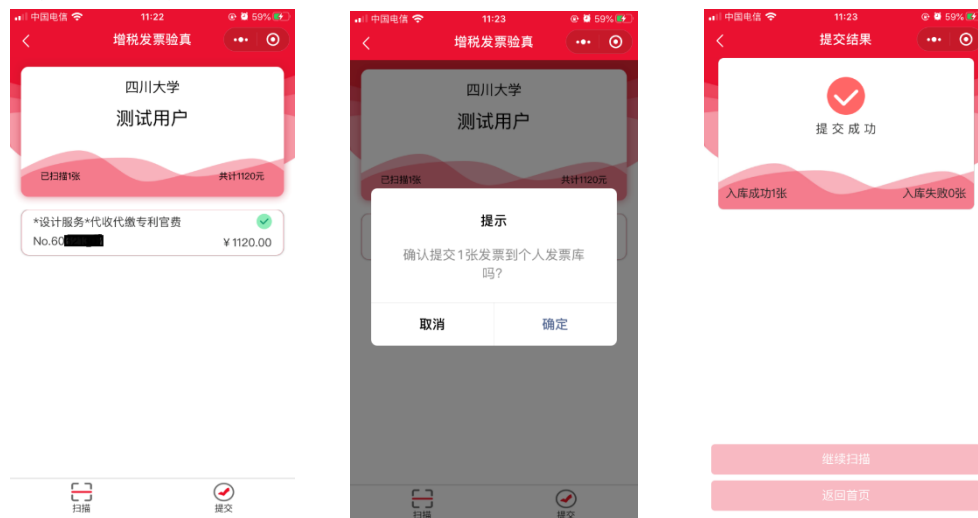 中国电信
11:22
59%
增税发票验真
四川大学
测试用户
已扫描1张
共计1120元
*设计服务*代收代缴专利官费
No.60
¥1120.00
扫描
提交
中国电信
11:23
59%
增税发票验真
四川大学
测试用户
已扫描1张
共计1120元
提示
确认提交1张发票到个人发票库
吗?
取消
确定
扫描
提交
中国电信
11:23
59%
提交结果
提交成功
入库成功1张
入库失败0张
继续扫描
返回首页